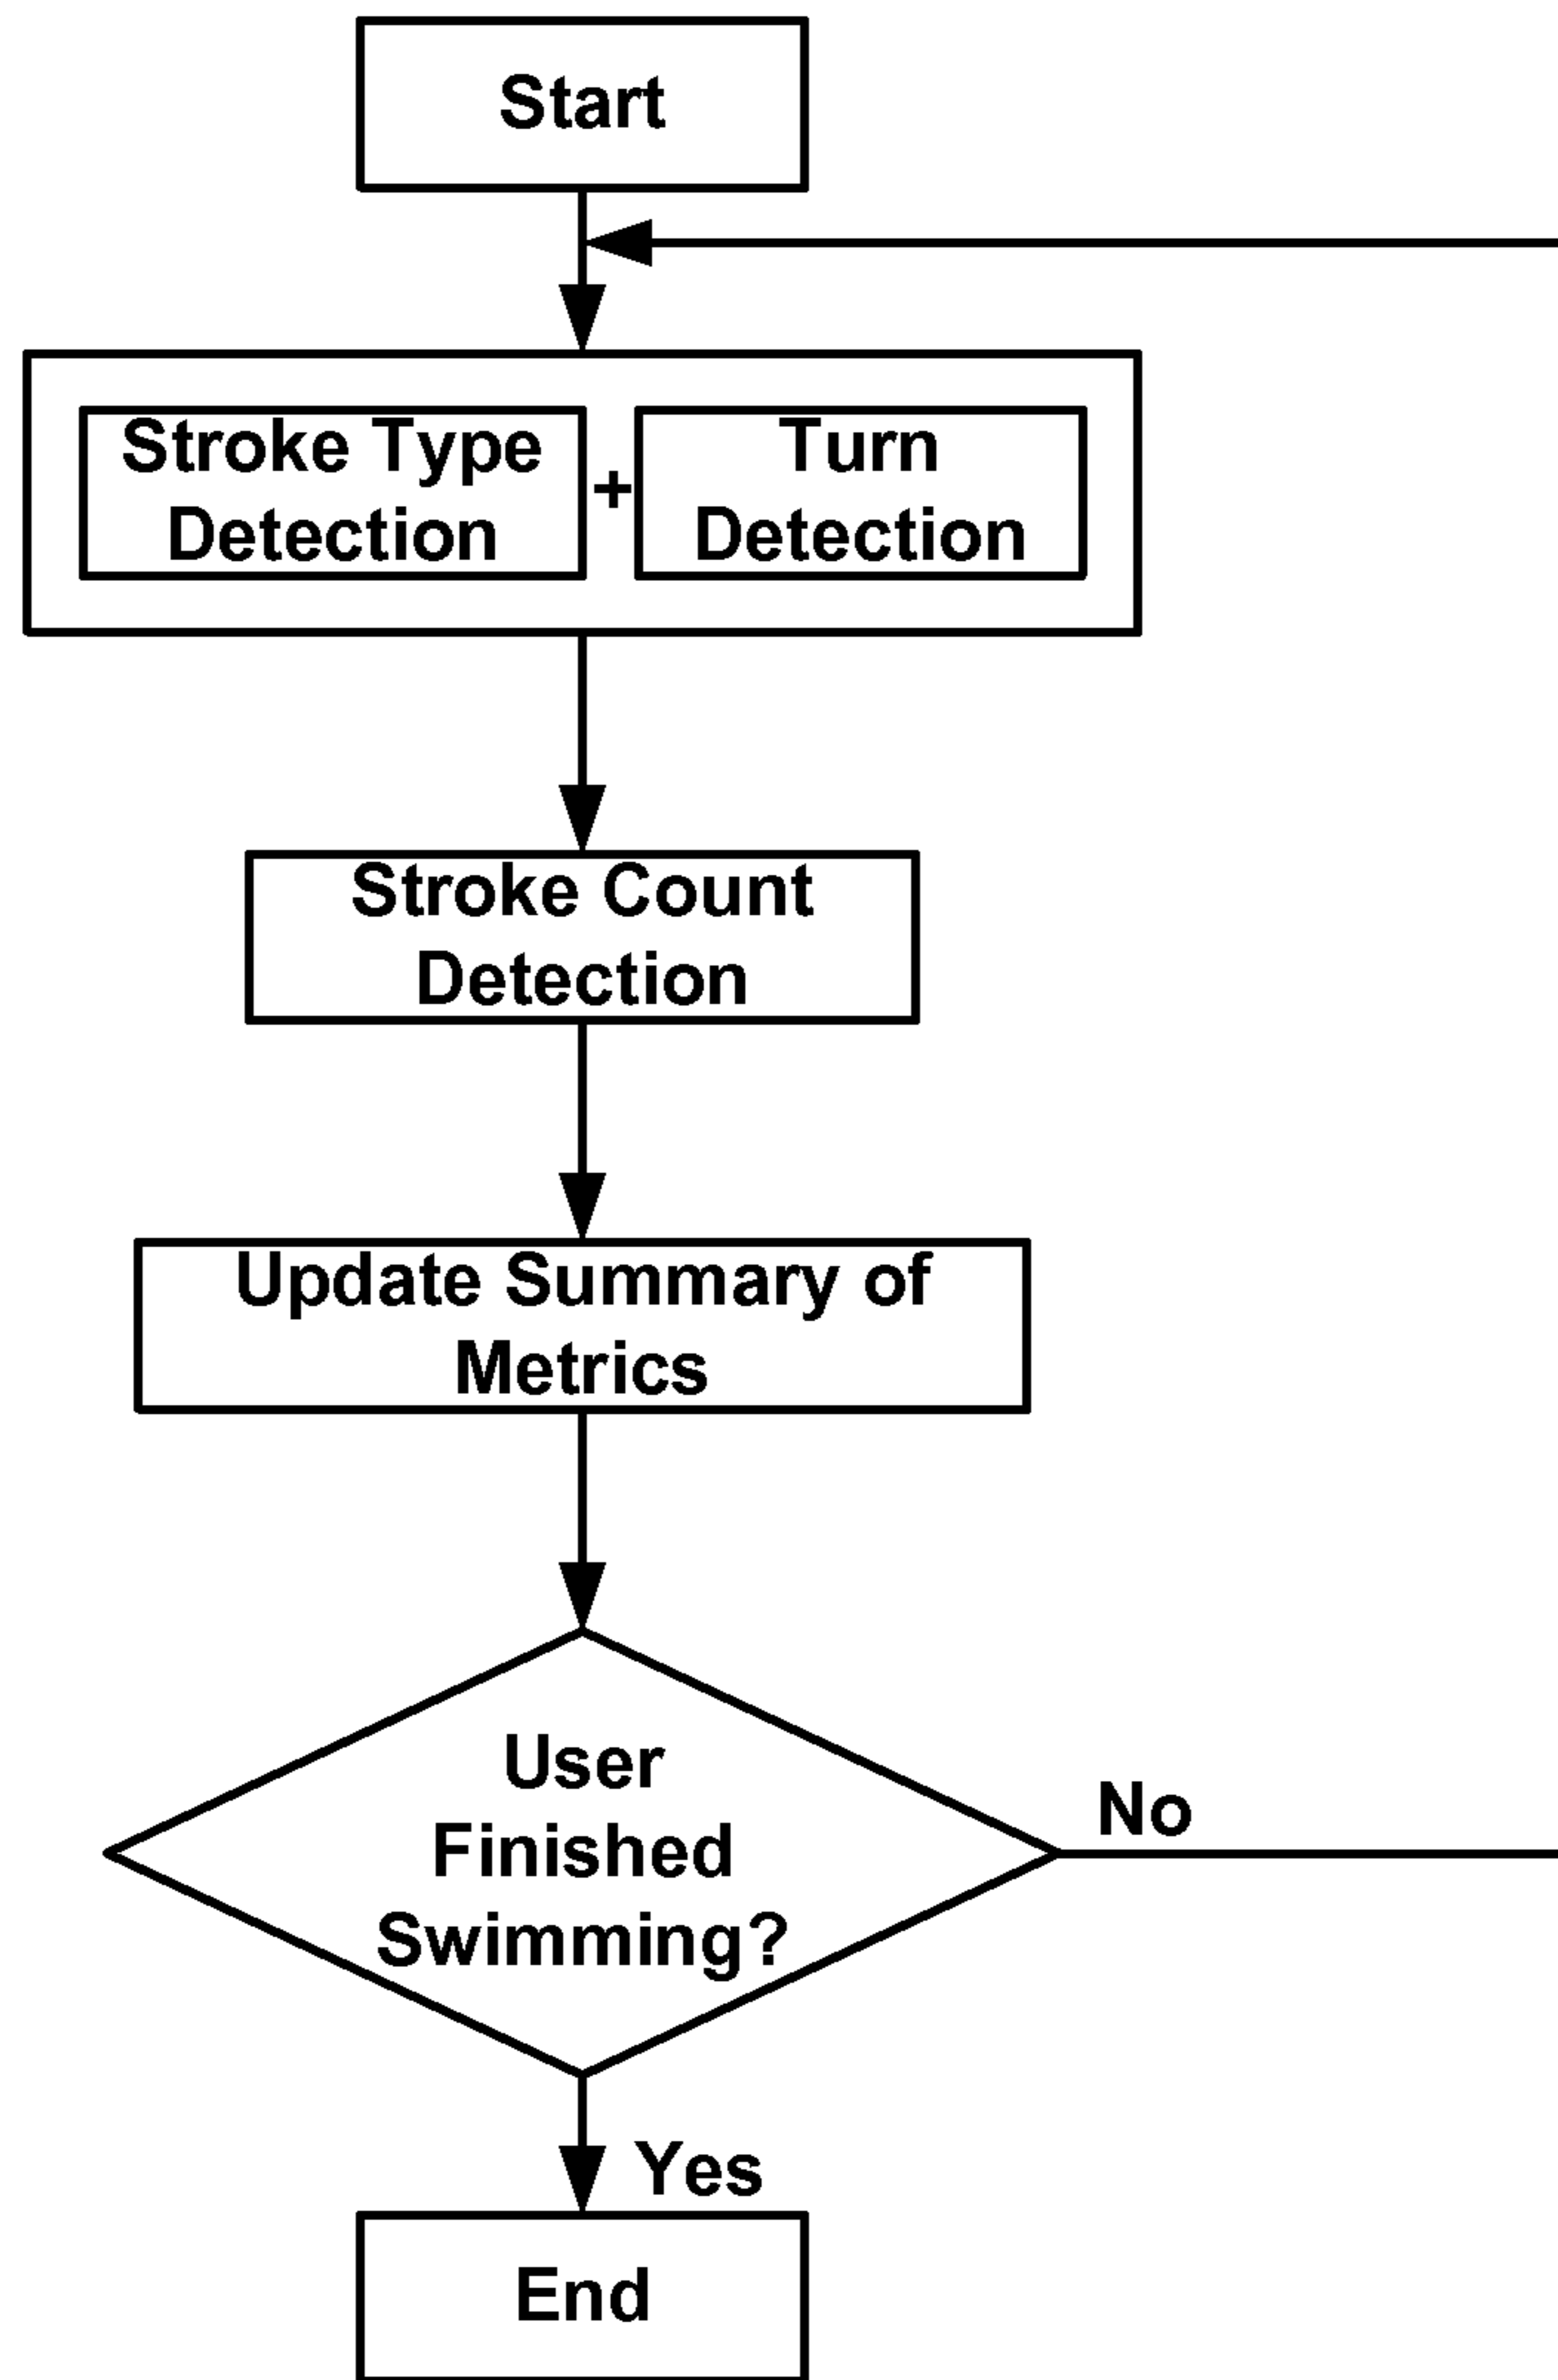 Start
Stroke Type
Detection
+
Turn
Detection
Stroke Count
Detection
Update Summary of
Metrics
User
Finished
Swimming?
No
Yes
End